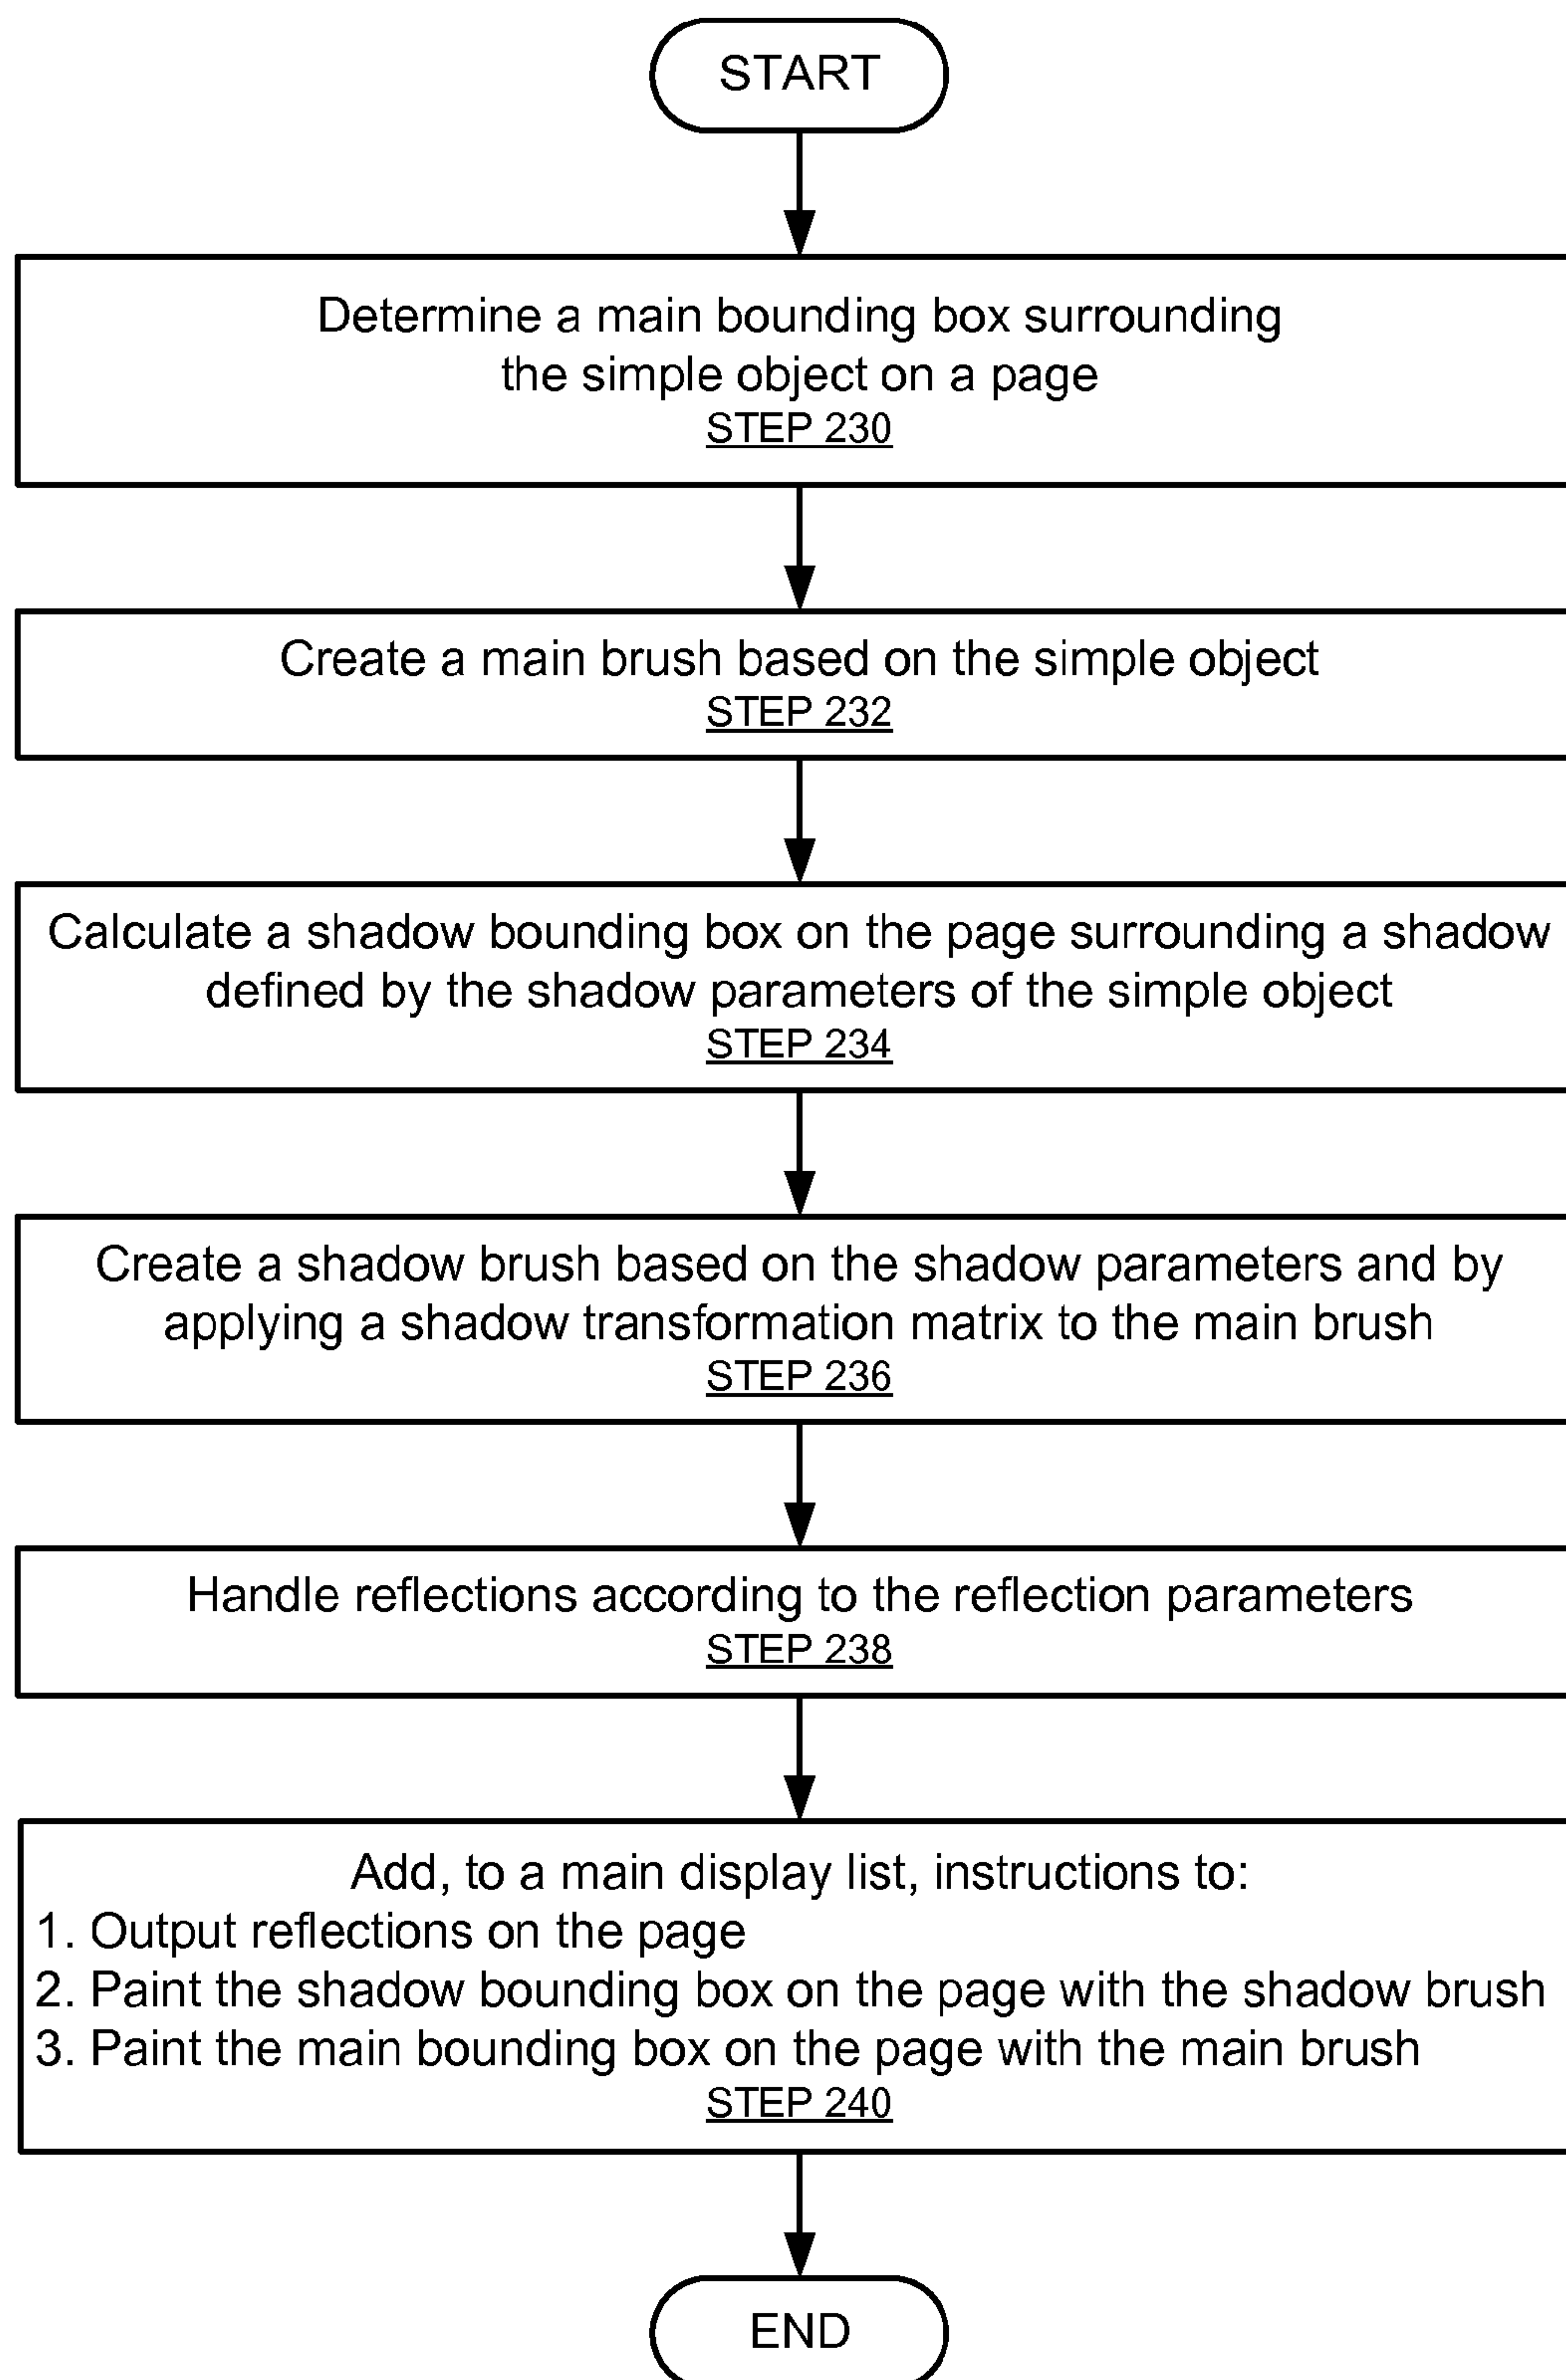 START
Determine a main bounding box surrounding
the simple object on a page
STEP 230
Create a main brush based on the simple object
STEP 232
Calculate a shadow bounding box on the page surrounding a shadow
defined by the shadow parameters of the simple object
STEP 234
Create a shadow brush based on the shadow parameters and by
applying a shadow transformation matrix to the main brush
STEP 236
Handle reflections according to the reflection parameters
STEP 238
Add, to a main display list, instructions to:
1. Output reflections on the page
2. Paint the shadow bounding box on the page with the shadow brush
3. Paint the main bounding box on the page with the main brush
STEP 240
END